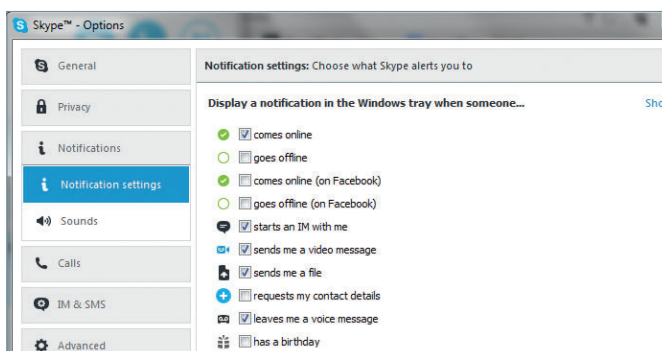 Skype™ - Options
General
Privacy
Notifications
Notification settings
Sounds
Calls
IM & SMS
Advanced
Notification settings: Choose what Skype alerts you to
Display a notification in the Windows tray when someone...
comes online
goes offline
comes online (on Facebook)
goes offline (on Facebook)
starts an IM with me
sends me a video message
sends me a file
requests my contact details
leaves me a voice message
has a birthday